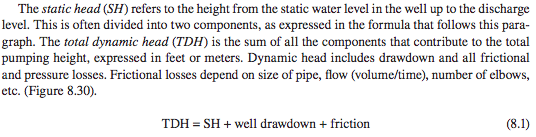 The static head (SH) refers to the height from the static water level in the well up to the discharge
level. This is often divided into two components, as expressed in the formula that follows this para-
graph. The total dynamic head (TDH) is the sum of all the components that contribute to the total
pumping height, expressed in feet or meters. Dynamic head includes drawdown and all frictional
and pressure losses. Frictional losses depend on size of pipe, flow (volume/time), number of elbows,
etc. (Figure 8.30).
TDH = SH + well drawdown + friction (8.1)